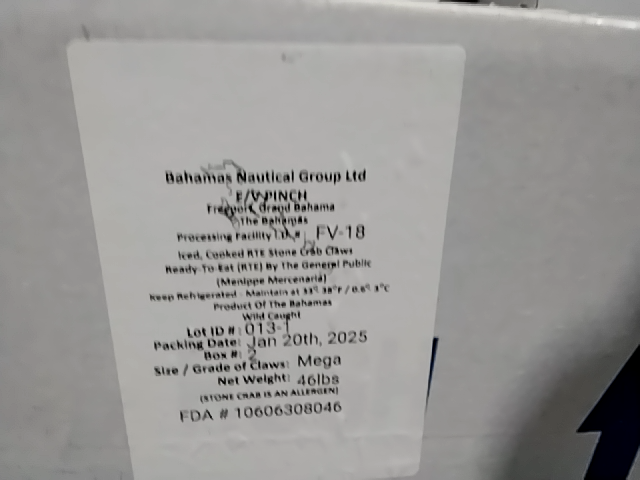 Bahamas Nautical Group Ltd
F/V PINCH
Freeport, Grand Bahama
The Bahamas
Processing Facility I.D. #: FV-18
Iced, Cooked RTE Stone Crab Claws
Ready-To-Eat (RTE) By The General Public
(Menippe Mercenaria)
Keep Refrigerated - Maintain at 33°-38°F / 0.6°-3°C
Product Of The Bahamas
Wild Caught
Lot ID #: 013-1
Packing Date: Jan 20th, 2025
Box #: 2
Size / Grade of Claws: Mega
Net Weight: 46lbs
(STONE CRAB IS AN ALLERGEN)
FDA # 10606308046